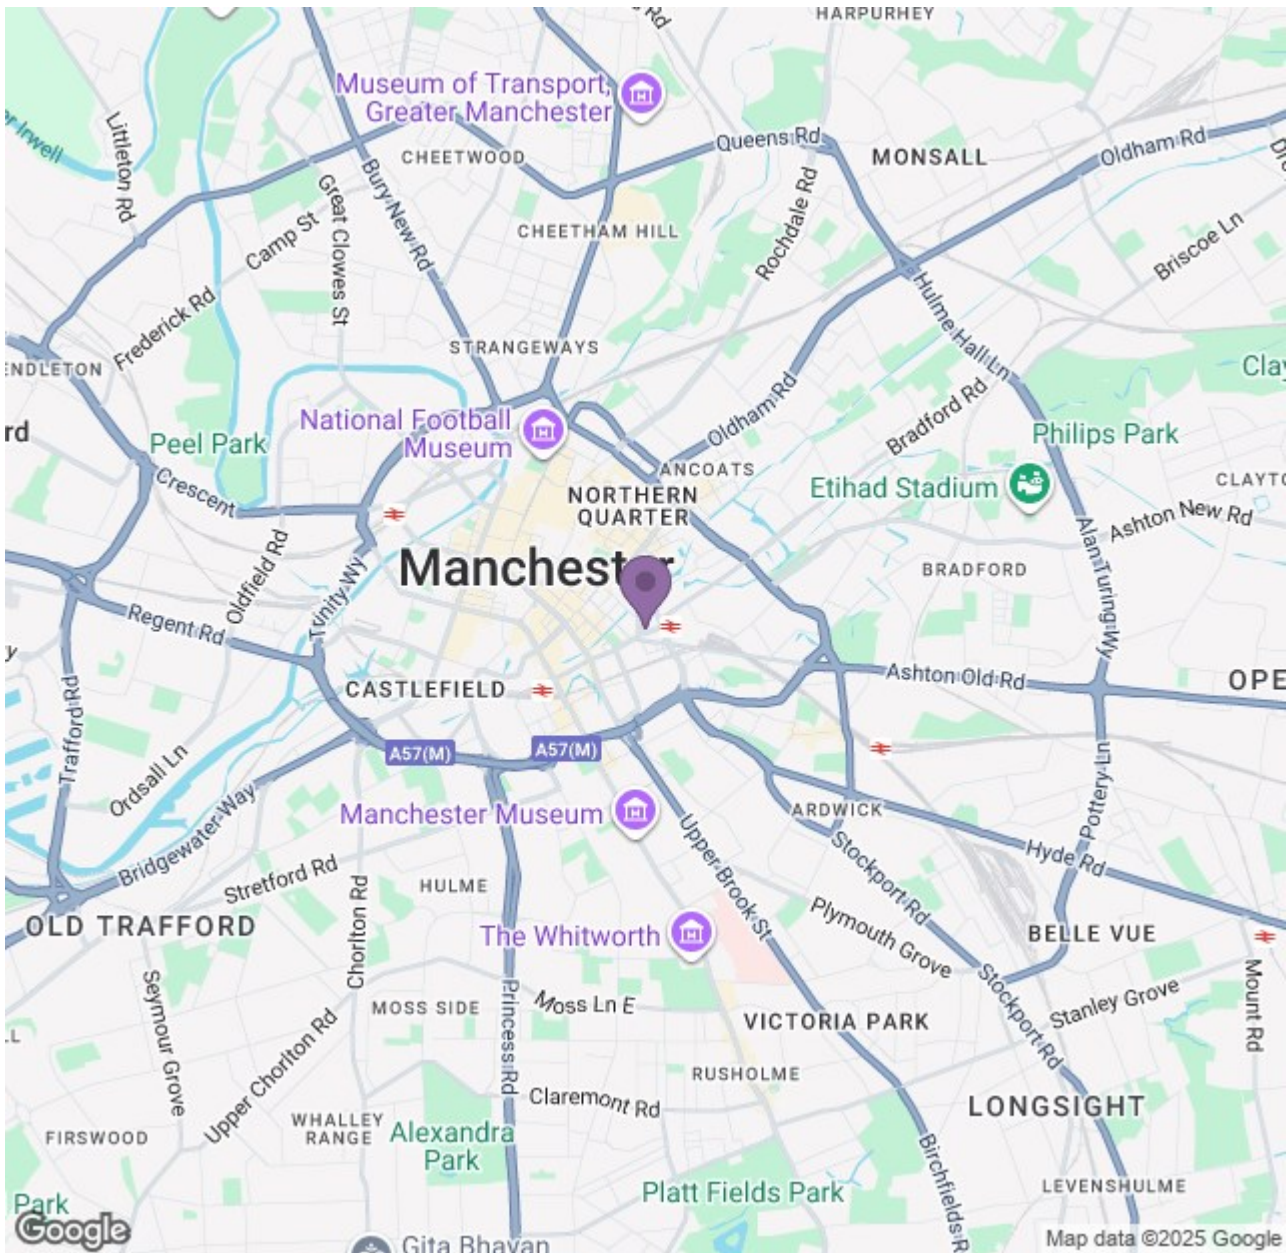 HARPURHEY
Rd
Museum of Transport,
Greater Manchester
Littleton Rd
Irwell
CHEETWOOD
Queens Rd
MONSALL
Oldham Rd
Bury New Rd
Great Clowes St
Camp St
CHEETHAM HILL
Rochdale Rd
Briscoe Ln
Frederick Rd
Hulme Hall Ln
STRANGEWAYS
ENDLETON
Clay
National Football
Museum
Oldham Rd
Bradford Rd
rd
Peel Park
Philips Park
Crescent
ANCOATS
Etihad Stadium
CLAYTO
NORTHERN
QUARTER
Ashton New Rd
Oldfield Rd
Manchester
Trinity Wy
BRADFORD
Alan Turing Wy
Regent Rd
Ashton Old Rd
OPE
CASTLEFIELD
Trafford Rd
Ordsall Ln
A57(M)
A57(M)
Pottery Ln
Bridgewater Way
Manchester Museum
ARDWICK
Upper Brook St
Stockport Rd
Hyde Rd
Stretford Rd
HULME
Chorlton Rd
Plymouth Grove
OLD TRAFFORD
The Whitworth
BELLE VUE
Seymour Grove
Princess Rd
Moss Ln E
MOSS SIDE
Stockport Rd
Stanley Grove
Mount Rd
VICTORIA PARK
Upper Chorlton Rd
RUSHOLME
Claremont Rd
LONGSIGHT
WHALLEY
RANGE
FIRSWOOD
Alexandra
Park
Birchfields R
Platt Fields Park
LEVENSHULME
Park
Google
Gita Bhavan
Map data ©2025 Google